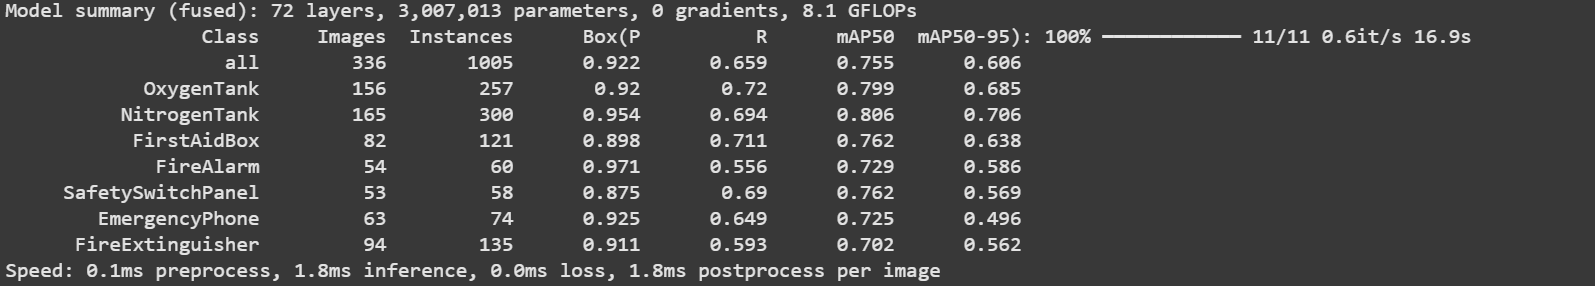 Model summary (fused): 72 layers, 3,007,013 parameters, 0 gradients, 8.1 GFLOPs
Class Images Instances Box(P R mAP50 mAP50-95): 100% ━━━━━━━━━━━━ 11/11 0.6it/s 16.9s
all 336 1005 0.922 0.659 0.755 0.606
OxygenTank 156 257 0.92 0.72 0.799 0.685
NitrogenTank 165 300 0.954 0.694 0.806 0.706
FirstAidBox 82 121 0.898 0.711 0.762 0.638
FireAlarm 54 60 0.971 0.556 0.729 0.586
SafetySwitchPanel 53 58 0.875 0.69 0.762 0.569
EmergencyPhone 63 74 0.925 0.649 0.725 0.496
FireExtinguisher 94 135 0.911 0.593 0.702 0.562
Speed: 0.1ms preprocess, 1.8ms inference, 0.0ms loss, 1.8ms postprocess per image